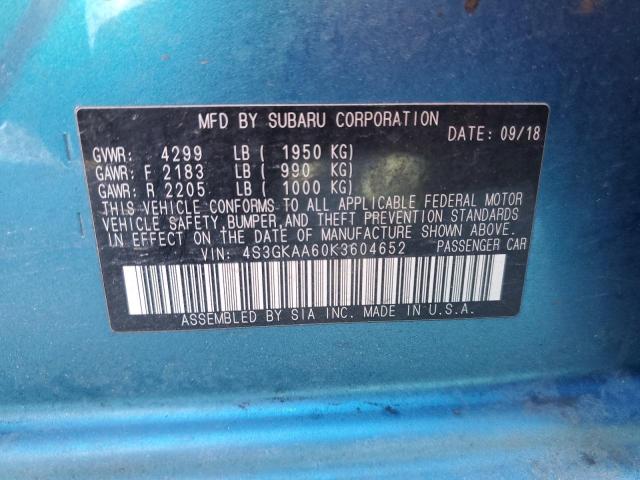 MFD BY SUBARU CORPORATION
DATE: 09/18
GVWR: 4299 LB ( 1950 KG)
GAWR: F 2183 LB ( 990 KG)
GAWR: R 2205 LB ( 1000 KG)
THIS VEHICLE CONFORMS TO ALL APPLICABLE FEDERAL MOTOR
VEHICLE SAFETY, BUMPER, AND THEFT PREVENTION STANDARDS
IN EFFECT ON THE DATE OF MANUFACTURE SHOWN ABOVE.
VIN: 4S3GKAA60K3604652 PASSENGER CAR
ASSEMBLED BY SIA INC. MADE IN U.S.A.